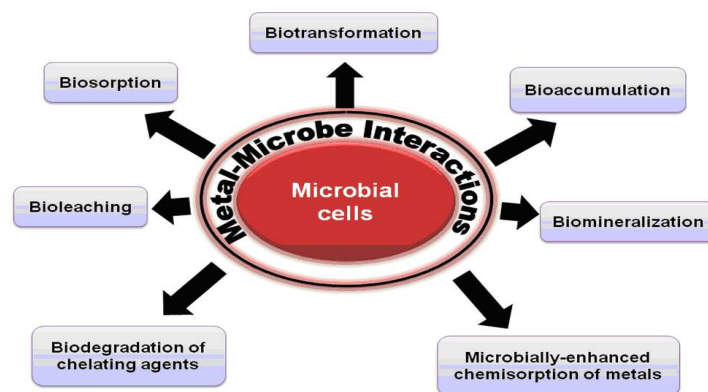 Biotransformation
Biosorption
Bioaccumulation
Metal-Microbe Interactions
Microbial
cells
Bioleaching
Biomineralization
Biodegradation of
chelating agents
Microbially-enhanced
chemisorption of metals